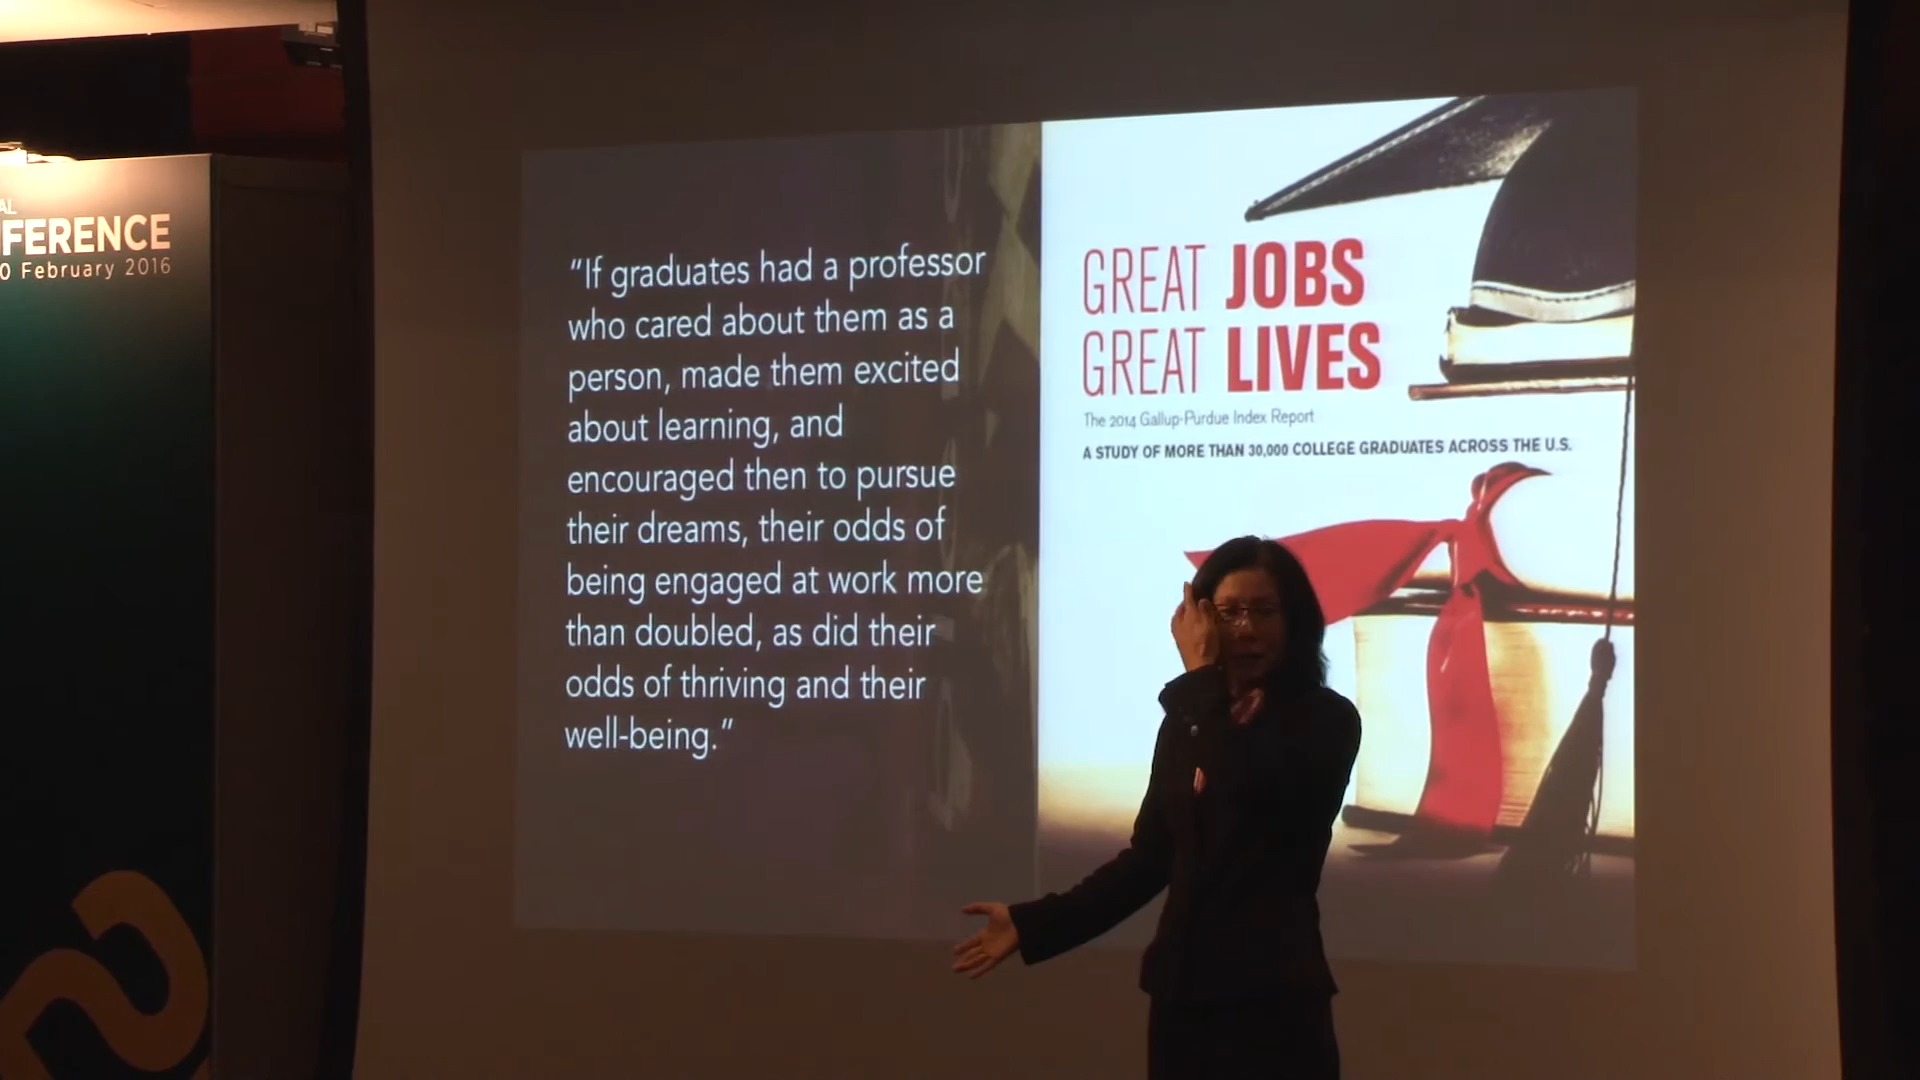 AL
FERENCE
0 February 2016
“If graduates had a professor
who cared about them as a
person, made them excited
about learning, and
encouraged then to pursue
their dreams, their odds of
being engaged at work more
than doubled, as did their
odds of thriving and their
well-being.”
GREAT JOBS
GREAT LIVES
The 2014 Gallup-Purdue Index Report
A STUDY OF MORE THAN 30,000 COLLEGE GRADUATES ACROSS THE U.S.